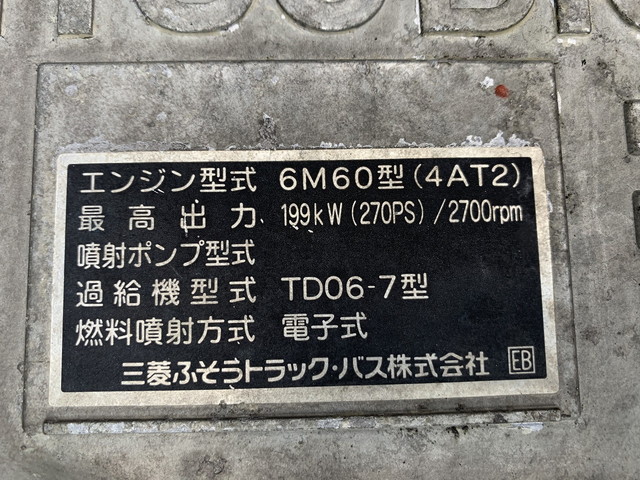 エンジン型式 6M60型(4AT2)
最高出力 199kW(270PS)/2700rpm
噴射ポンプ型式
過給機型式 TD06-7型
燃料噴射方式 電子式
三菱ふそうトラック・バス株式会社 EB